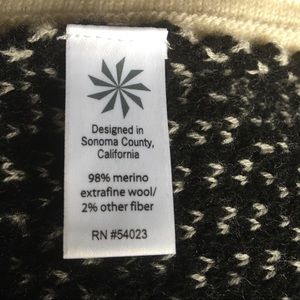 Designed in
Sonoma County,
California
98% merino
extrafine wool/
2% other fiber
RN #54023